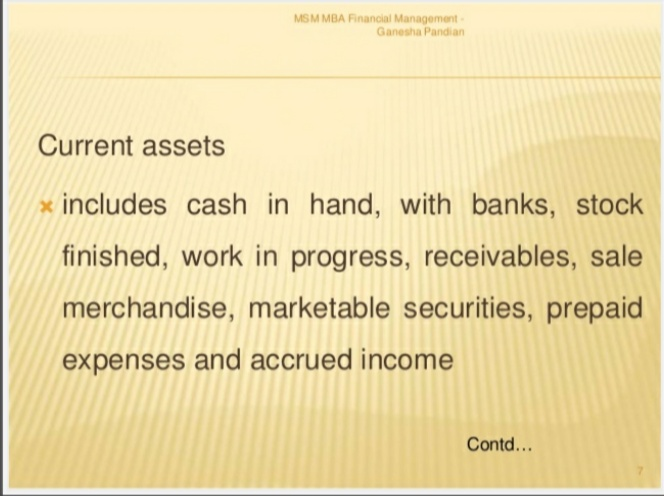 MSM MBA Financial Management -
Ganesha Pandian
Current assets
× includes cash in hand, with banks, stock
finished, work in progress, receivables, sale
merchandise, marketable securities, prepaid
expenses and accrued income
Contd...
7